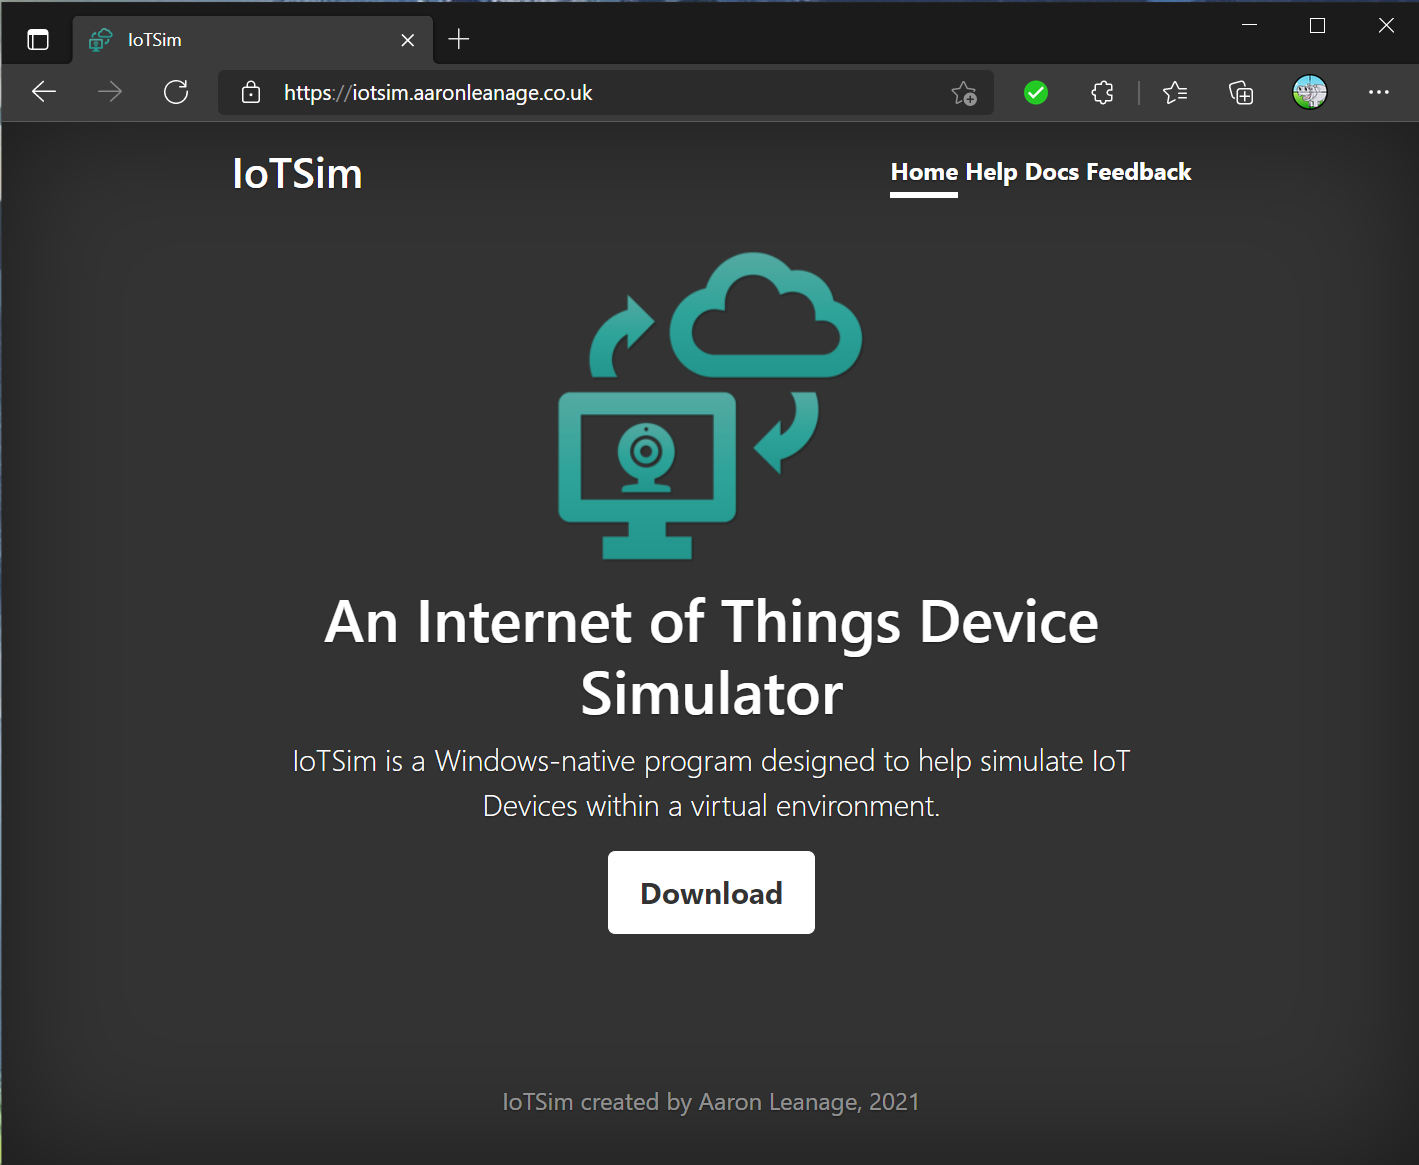 IoTSim
https://iotsim.aaronleanage.co.uk
IoTSim
Home Help Docs Feedback
An Internet of Things Device
Simulator
IoTSim is a Windows-native program designed to help simulate IoT
Devices within a virtual environment.
Download
IoTSim created by Aaron Leanage, 2021